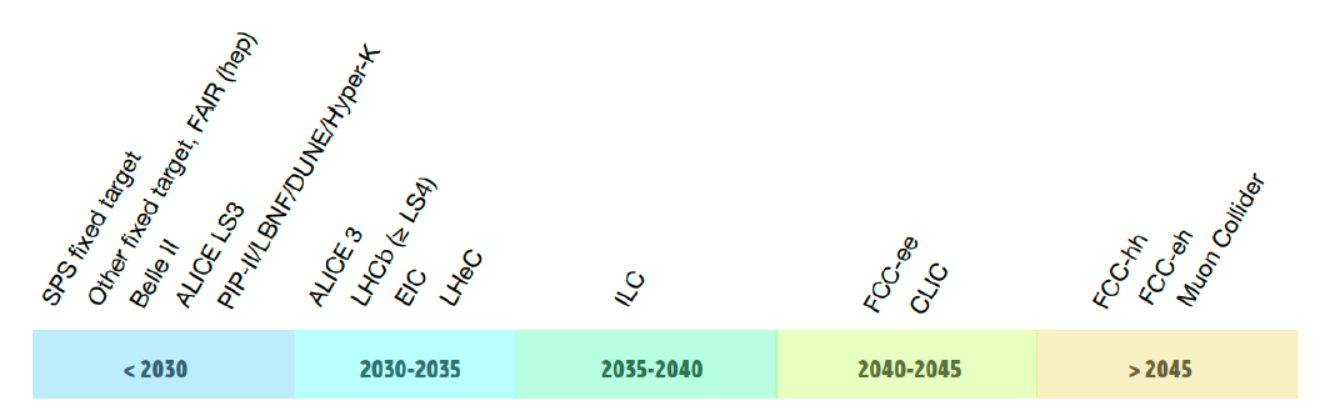 SPS fixed target
Other fixed target, FAIR (hep)
Belle II
ALICE LS3
PIP-II/LBNF/DUNE/Hyper-K
ALICE 3
LHCb (≥ LS4)
EIC
LHeC
ILC
FCC-ee
CLIC
FCC-hh
FCC-eh
Muon Collider
< 2030
2030-2035
2035-2040
2040-2045
> 2045